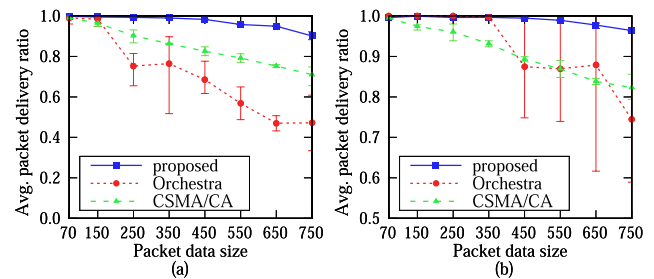 Avg. packet delivery ratio
1.0
0.8
0.6
0.4
0.2
0.0
proposed
Orchestra
CSMA/CA
70 150 250 350 450 550 650 750
Packet data size
(a)
Avg. packet delivery ratio
1.0
0.9
0.8
0.7
0.6
0.5
proposed
Orchestra
CSMA/CA
70 150 250 350 450 550 650 750
Packet data size
(b)